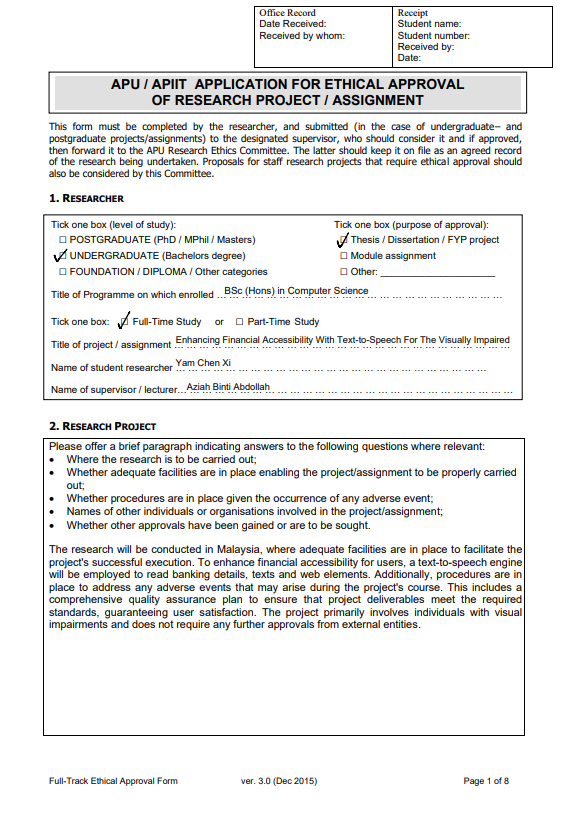 Office Record
Date Received:
Received by whom:
Receipt
Student name:
Student number:
Received by:
Date:
APU / APIIT APPLICATION FOR ETHICAL APPROVAL
OF RESEARCH PROJECT / ASSIGNMENT
This form must be completed by the researcher, and submitted (in the case of undergraduate– and
postgraduate projects/assignments) to the designated supervisor, who should consider it and if approved,
then forward it to the APU Research Ethics Committee. The latter should keep it on file as an agreed record
of the research being undertaken. Proposals for staff research projects that require ethical approval should
also be considered by this Committee.
1. RESEARCHER
Tick one box (level of study):
☐ POSTGRADUATE (PhD / MPhil / Masters)
☑ UNDERGRADUATE (Bachelors degree)
☐ FOUNDATION / DIPLOMA / Other categories
Tick one box (purpose of approval):
☑ Thesis / Dissertation / FYP project
☐ Module assignment
☐ Other: ____________________
Title of Programme on which enrolled BSc (Hons) in Computer Science
Tick one box: ☑ Full-Time Study or ☐ Part-Time Study
Title of project / assignment Enhancing Financial Accessibility With Text-to-Speech For The Visually Impaired
Name of student researcher Yam Chen Xi
Name of supervisor / lecturer Aziah Binti Abdollah
2. RESEARCH PROJECT
Please offer a brief paragraph indicating answers to the following questions where relevant:
• Where the research is to be carried out;
• Whether adequate facilities are in place enabling the project/assignment to be properly carried
out;
• Whether procedures are in place given the occurrence of any adverse event;
• Names of other individuals or organisations involved in the project/assignment;
• Whether other approvals have been gained or are to be sought.
The research will be conducted in Malaysia, where adequate facilities are in place to facilitate the
project's successful execution. To enhance financial accessibility for users, a text-to-speech engine
will be employed to read banking details, texts and web elements. Additionally, procedures are in
place to address any adverse events that may arise during the project's course. This includes a
comprehensive quality assurance plan to ensure that project deliverables meet the required
standards, guaranteeing user satisfaction. The project primarily involves individuals with visual
impairments and does not require any further approvals from external entities.
Full-Track Ethical Approval Form
ver. 3.0 (Dec 2015)
Page 1 of 8